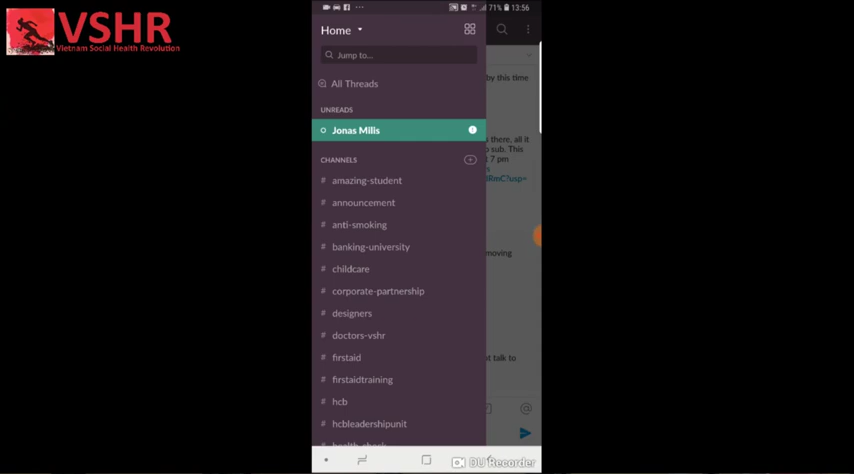 VSHR
Vietnam Social Health Revolution
71% 13:56
Home
Jump to...
by this time
All Threads
UNREADS
Jonas Milis
there, all it
sub. This
7 pm
CHANNELS
# amazing-student
# announcement
# anti-smoking
# banking-university
moving
# childcare
# corporate-partnership
# designers
# doctors-vshr
# firstaid
talk to
# firstaidtraining
# hcb
# hcbleadershipunit
DU Recorder